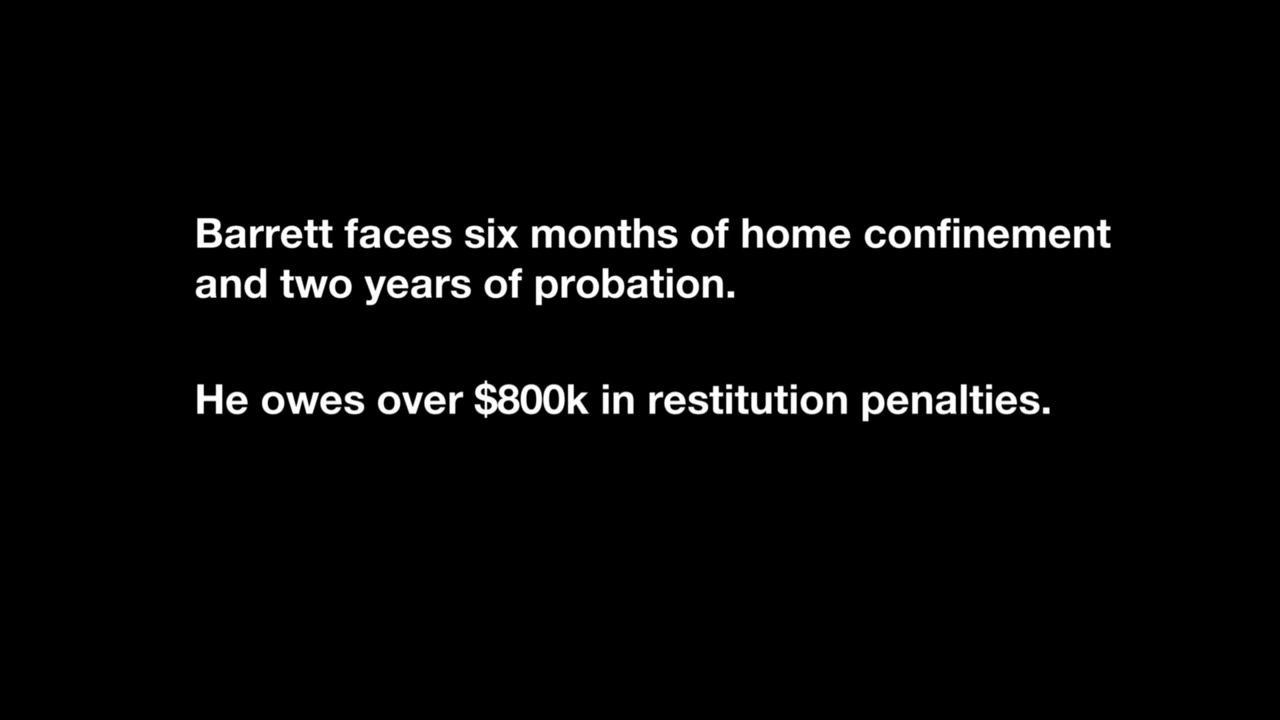 Barrett faces six months of home confinement
and two years of probation.
He owes over $800k in restitution penalties.